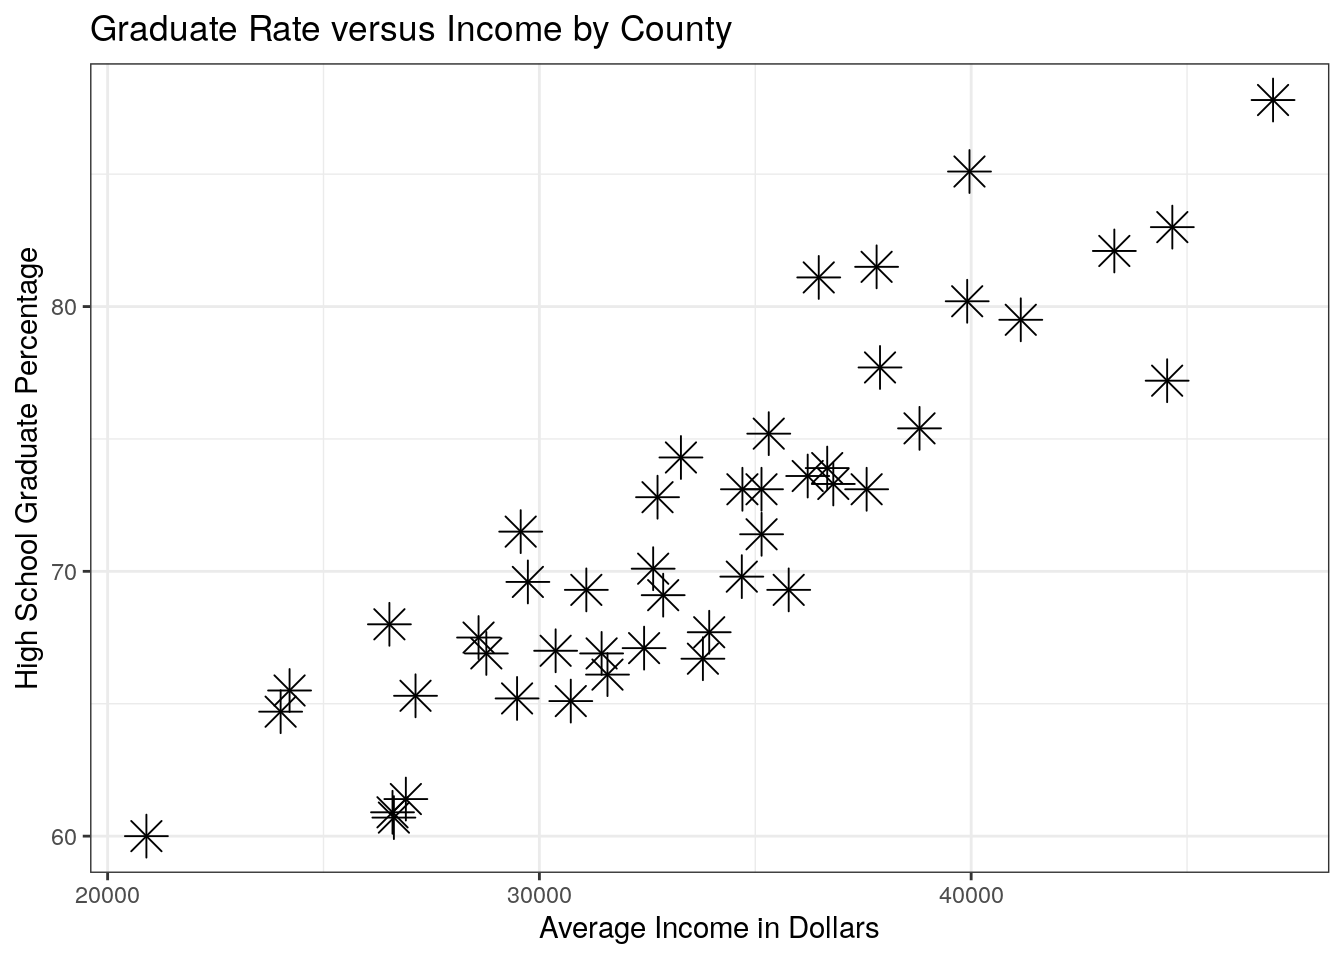 Graduate Rate versus Income by County
High School Graduate Percentage
80
70
60
20000 30000 40000
Average Income in Dollars